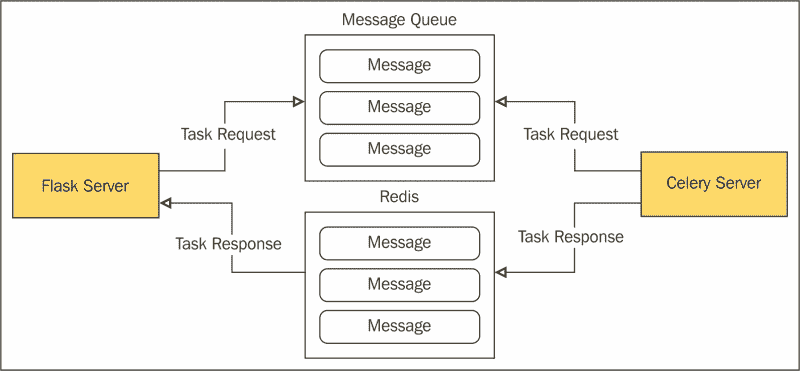 Message Queue
Message
Message
Message
Task Request
Task Request
Flask Server
Celery Server
Redis
Task Response
Task Response
Message
Message
Message